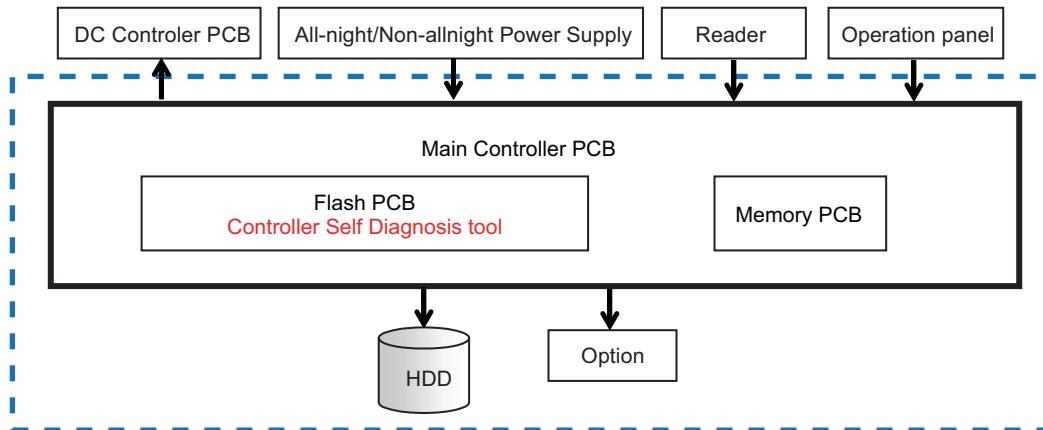 DC Controler PCB
All-night/Non-allnight Power Supply
Reader
Operation panel
Main Controller PCB
Flash PCB
Controller Self Diagnosis tool
Memory PCB
HDD
Option